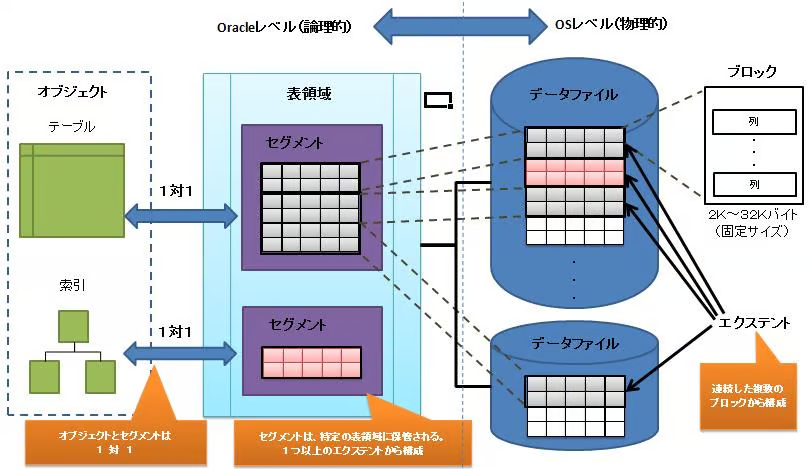 Oracleレベル(論理的)
OSレベル(物理的)
オブジェクト
テーブル
索引
1対1
1対1
表領域
セグメント
セグメント
データファイル
・
・
・
データファイル
ブロック
列
・
・
・
列
2K～32Kバイト
(固定サイズ)
エクステント
連続した複数の
ブロックから構成
オブジェクトとセグメントは
1 対 1
セグメントは、特定の表領域に保管される。
1つ以上のエクステントから構成